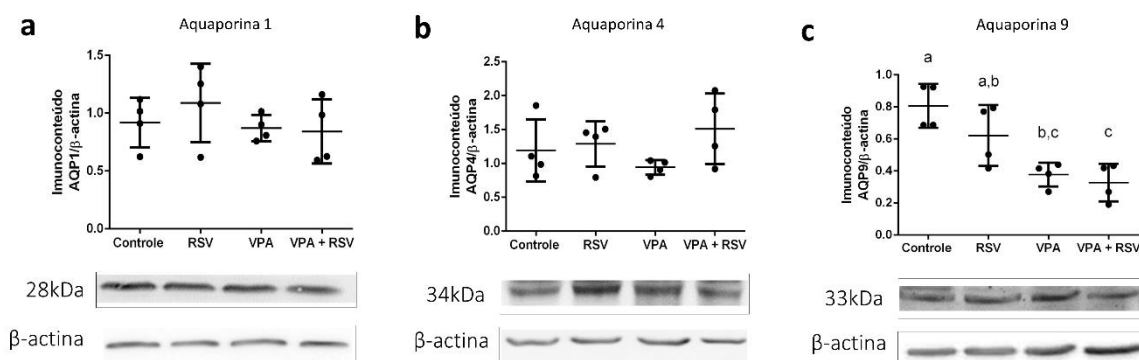 a
Aquaporina 1
Imunoconteúdo
AQP1/β-actina
1.5
1.0
0.5
0.0
Controle RSV VPA VPA + RSV
28kDa
β-actina
b
Aquaporina 4
Imunoconteúdo
AQP4/β-actina
2.5
2.0
1.5
1.0
0.5
0.0
Controle RSV VPA VPA + RSV
34kDa
β-actina
c
Aquaporina 9
Imunoconteúdo
AQP9/β-actina
1.0
0.8
0.6
0.4
0.2
0.0
a
a,b
b,c
c
Controle RSV VPA VPA + RSV
33kDa
β-actina